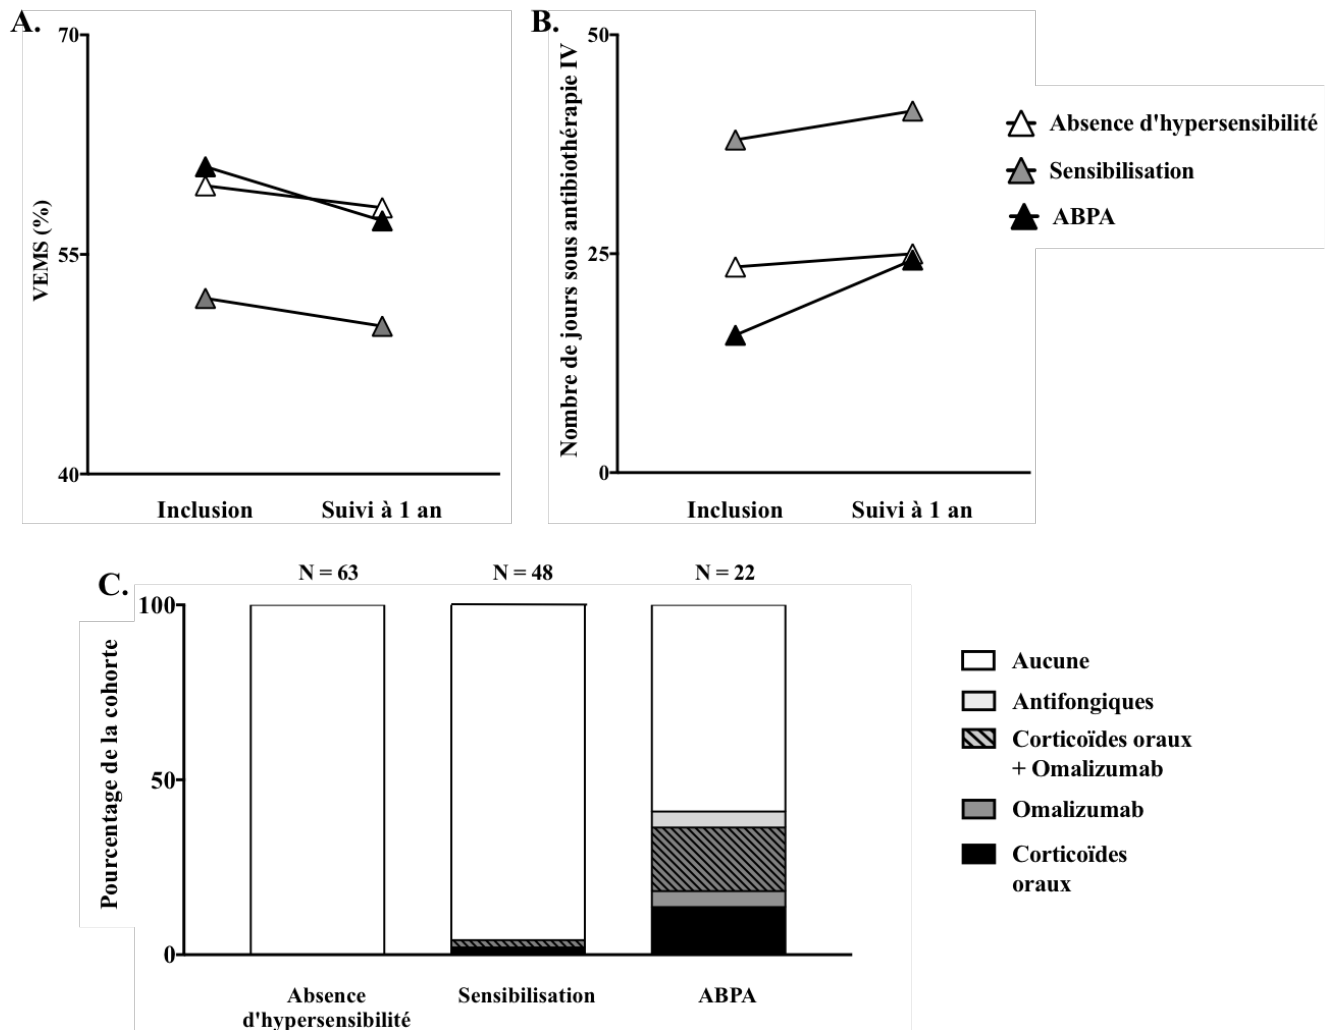 A.
70
55
40
VEMS (%)
Inclusion
Suivi à 1 an
B.
50
25
0
Nombre de jours sous antibiothérapie IV
Inclusion
Suivi à 1 an
Absence d'hypersensibilité
Sensibilisation
ABPA
C.
N = 63
N = 48
N = 22
100
50
0
Pourcentage de la cohorte
Absence
d'hypersensibilité
Sensibilisation
ABPA
Aucune
Antifongiques
Corticoïdes oraux
+ Omalizumab
Omalizumab
Corticoïdes
oraux